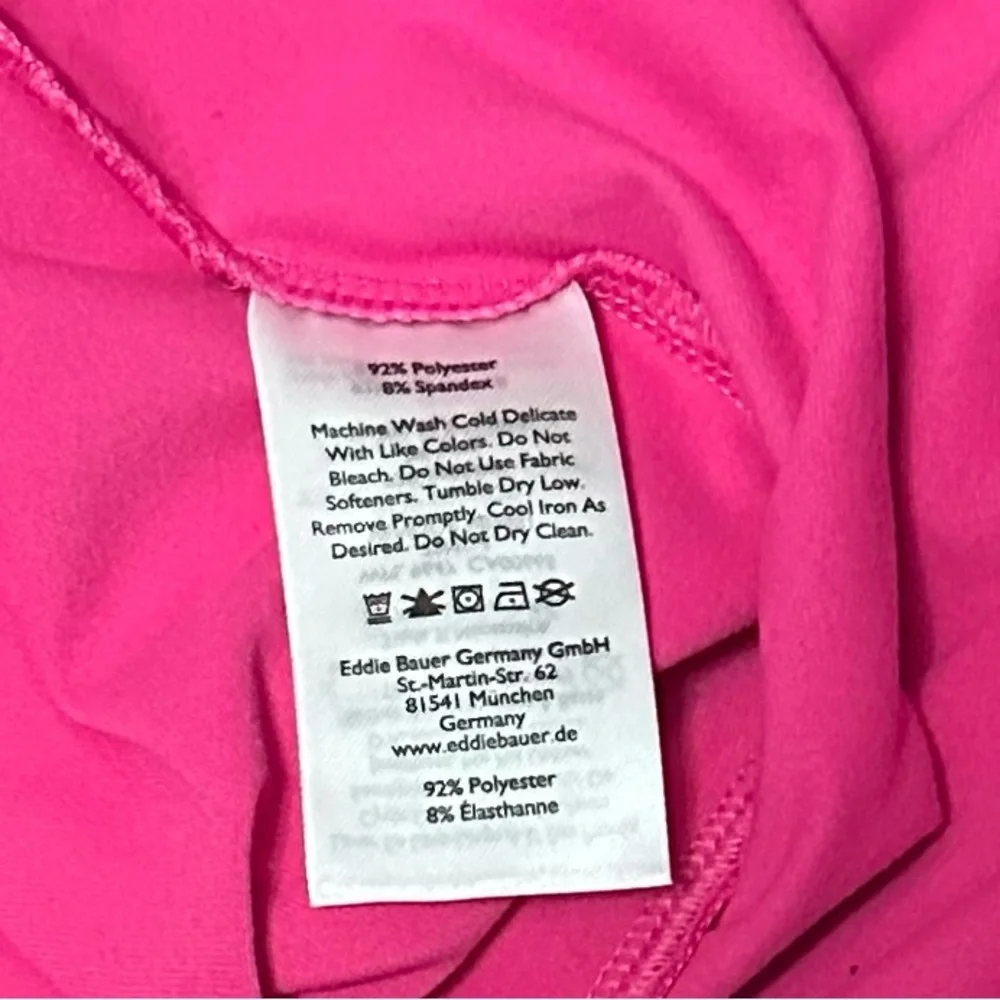 92% Polyester
8% Spandex
Machine Wash Cold Delicate
With Like Colors. Do Not
Bleach. Do Not Use Fabric
Softeners. Tumble Dry Low.
Remove Promptly. Cool Iron As
Desired. Do Not Dry Clean.
Eddie Bauer Germany GmbH
St.-Martin-Str. 62
81541 München
Germany
www.eddiebauer.de
92% Polyester
8% Élasthanne